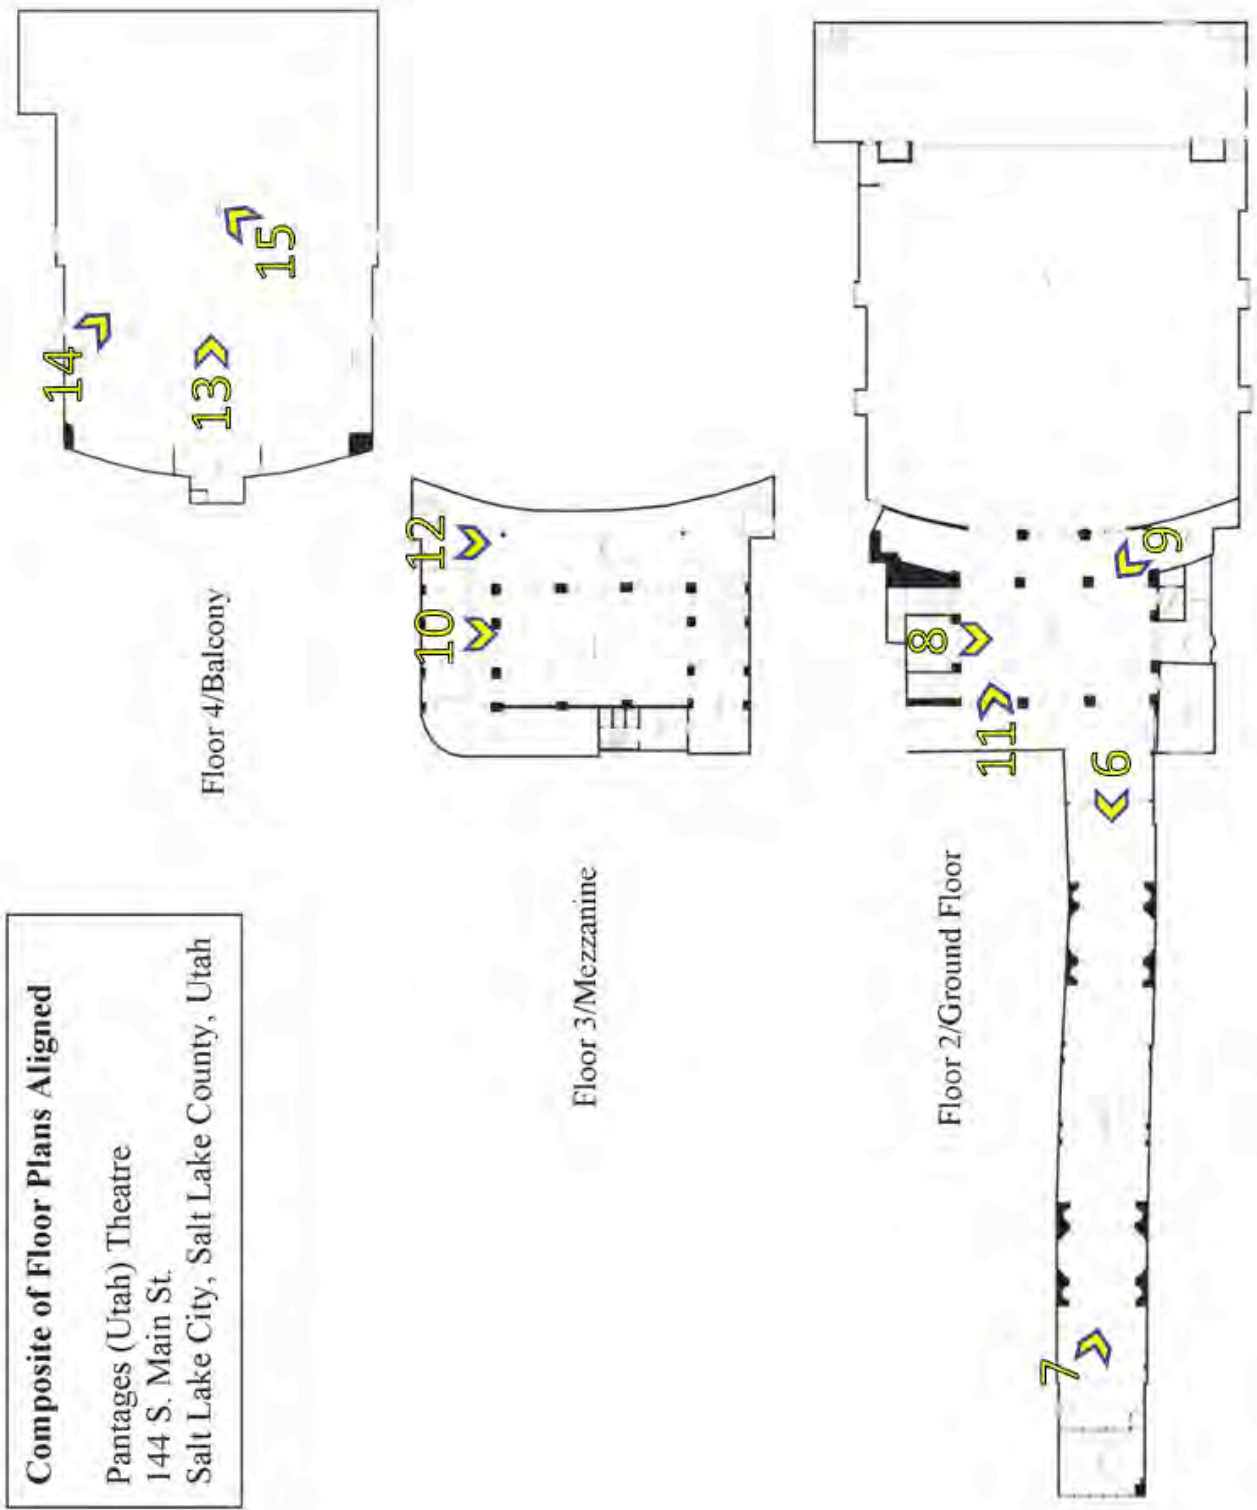 Composite of Floor Plans Aligned
Pantages (Utah) Theatre
144 S. Main St.
Salt Lake City, Salt Lake County, Utah
14
13
15
Floor 4/Balcony
12
10
Floor 3/Mezzanine
9
8
11
6
7
Floor 2/Ground Floor